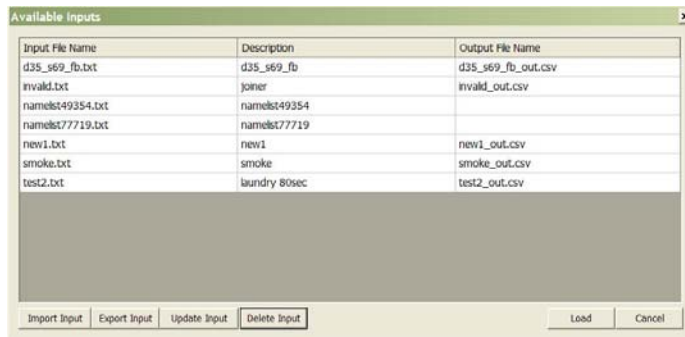 Available Inputs
Input File Name Description Output File Name
d35_s69_fb.txt d35_s69_fb d35_s69_fb_out.csv
invalid.txt joiner invalid_out.csv
namelist49354.txt namelist49354
namelist77719.txt namelist77719
new1.txt new1 new1_out.csv
smoke.txt smoke smoke_out.csv
test2.txt laundry 80sec test2_out.csv
Import Input Export Input Update Input Delete Input Load Cancel